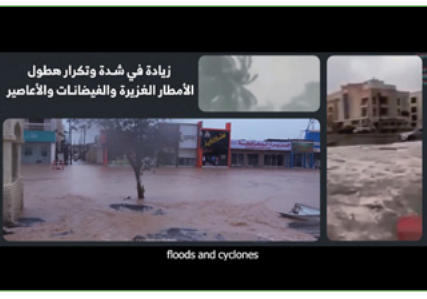 زيادة في شدة وتكرار هطول
الأمطار الغزيرة والفيضانات والأعاصير
floods and cyclones